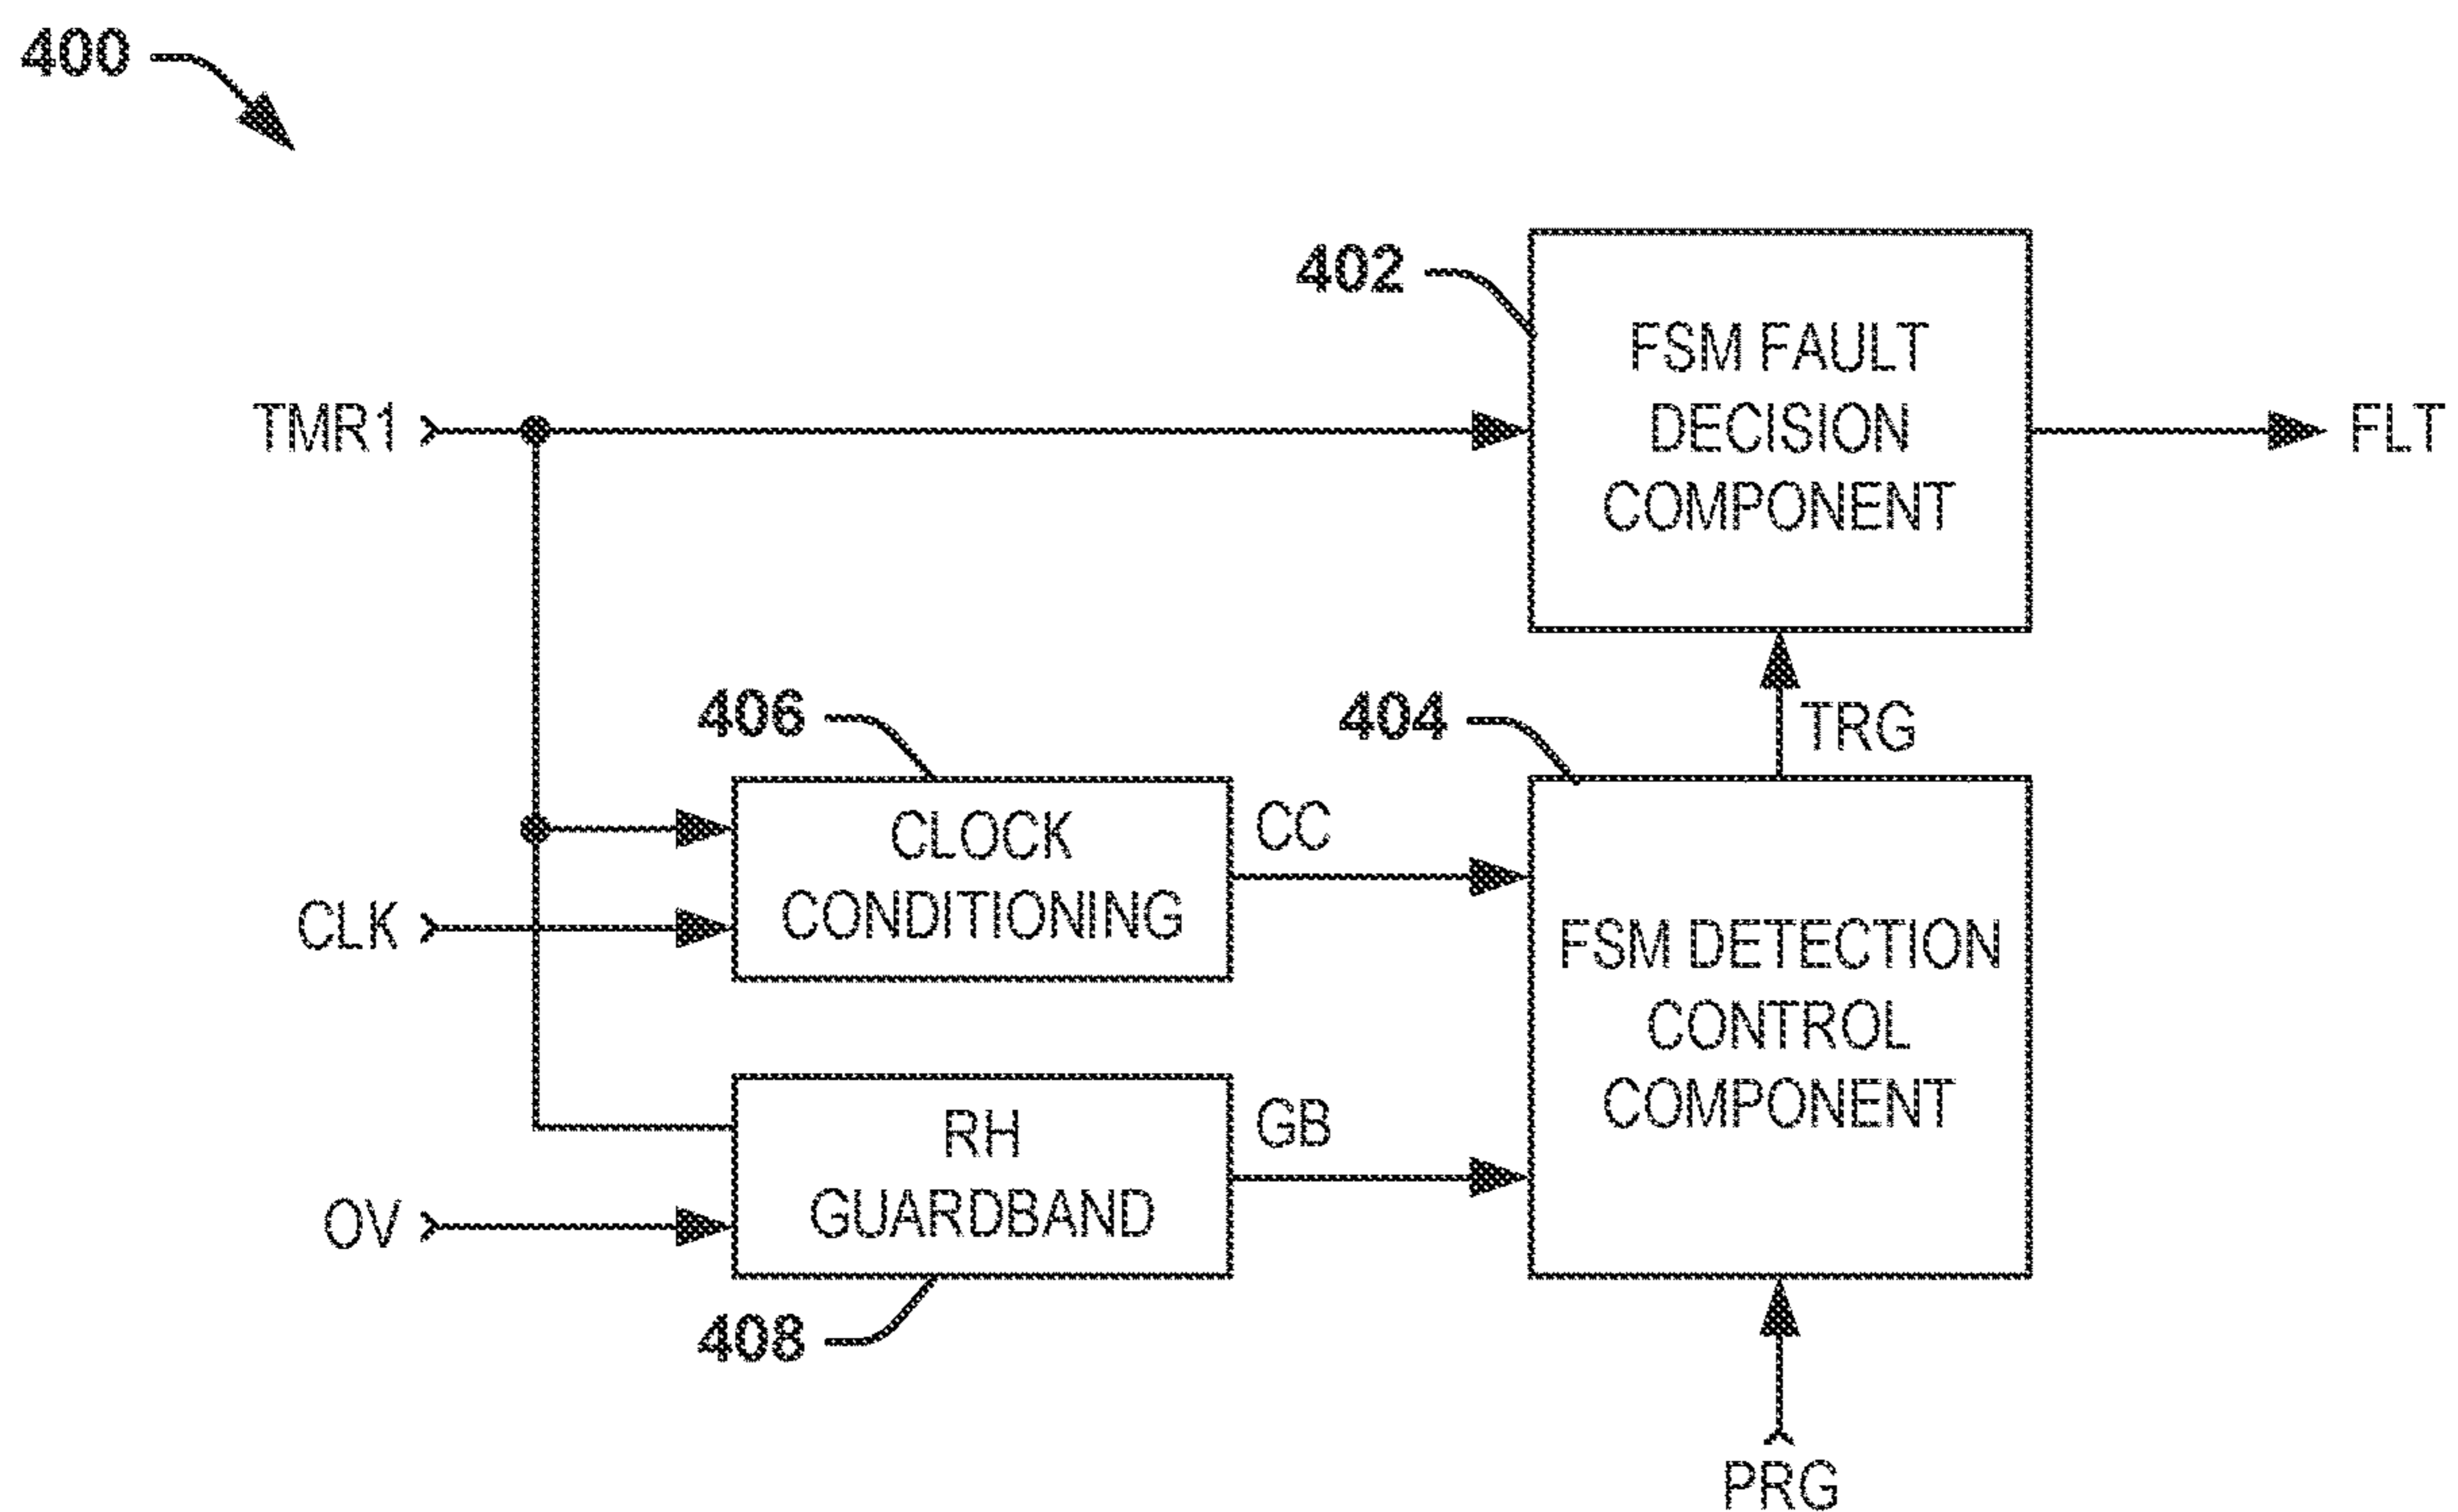 400
402
FSM FAULT
DECISION
COMPONENT
TMR1
FLT
406
404
TRG
CLOCK
CONDITIONING
CC
CLK
FSM DETECTION
CONTROL
COMPONENT
RH
GUARDBAND
GB
OV
408
PRG